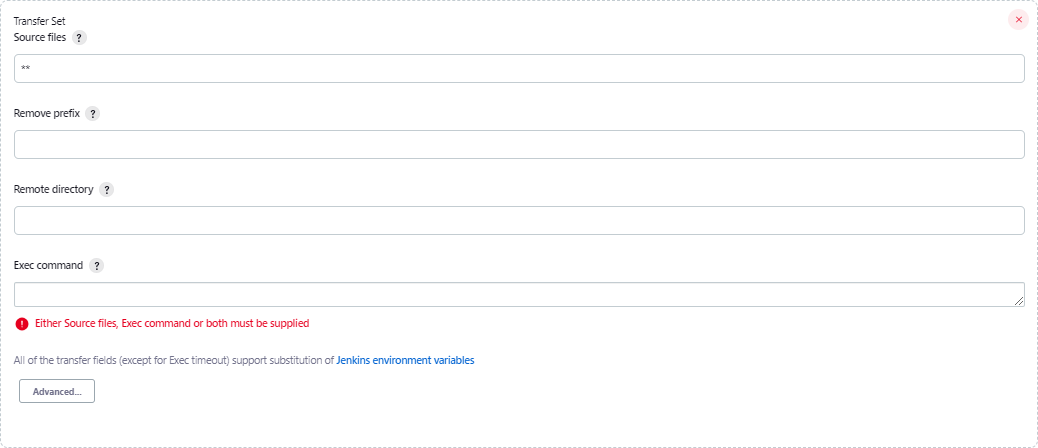 Transfer Set
Source files ?
**
Remove prefix ?
Remote directory ?
Exec command ?
Either Source files, Exec command or both must be supplied
All of the transfer fields (except for Exec timeout) support substitution of Jenkins environment variables
Advanced...